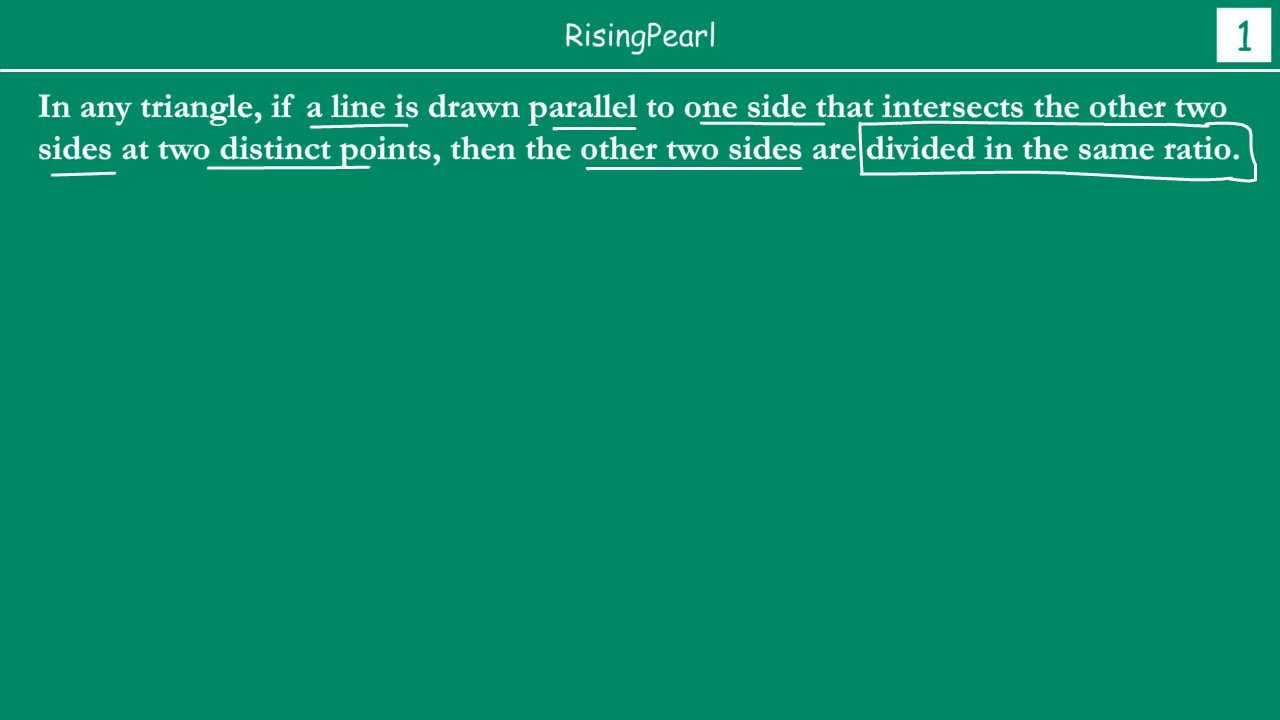 RisingPearl
1
In any triangle, if a line is drawn parallel to one side that intersects the other two
sides at two distinct points, then the other two sides are divided in the same ratio.